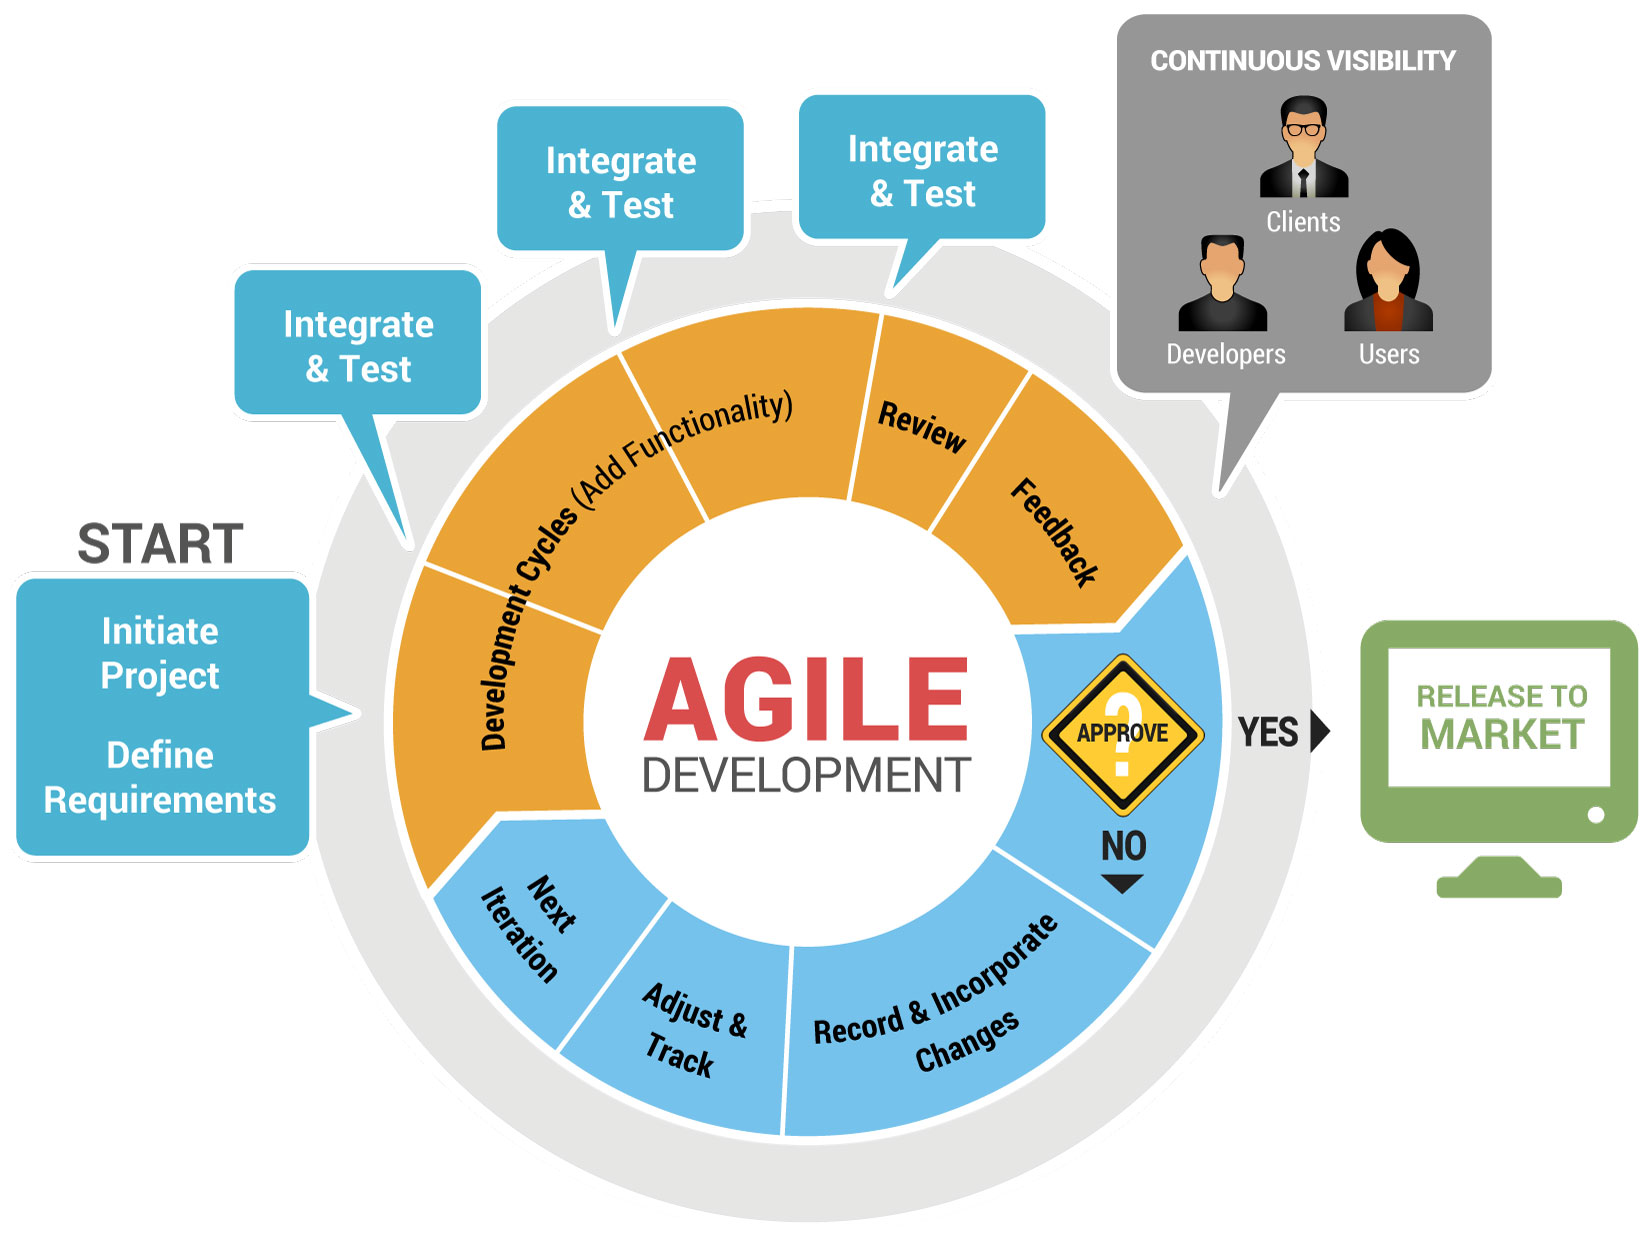 CONTINUOUS VISIBILITY
Clients
Developers
Users
Integrate
& Test
Integrate
& Test
Integrate
& Test
START
Initiate
Project
Define
Requirements
Development Cycles (Add Functionality)
Review
Feedback
AGILE
DEVELOPMENT
?
APPROVE
YES
NO
RELEASE TO
MARKET
Record & Incorporate
Changes
Adjust &
Track
Next
Iteration